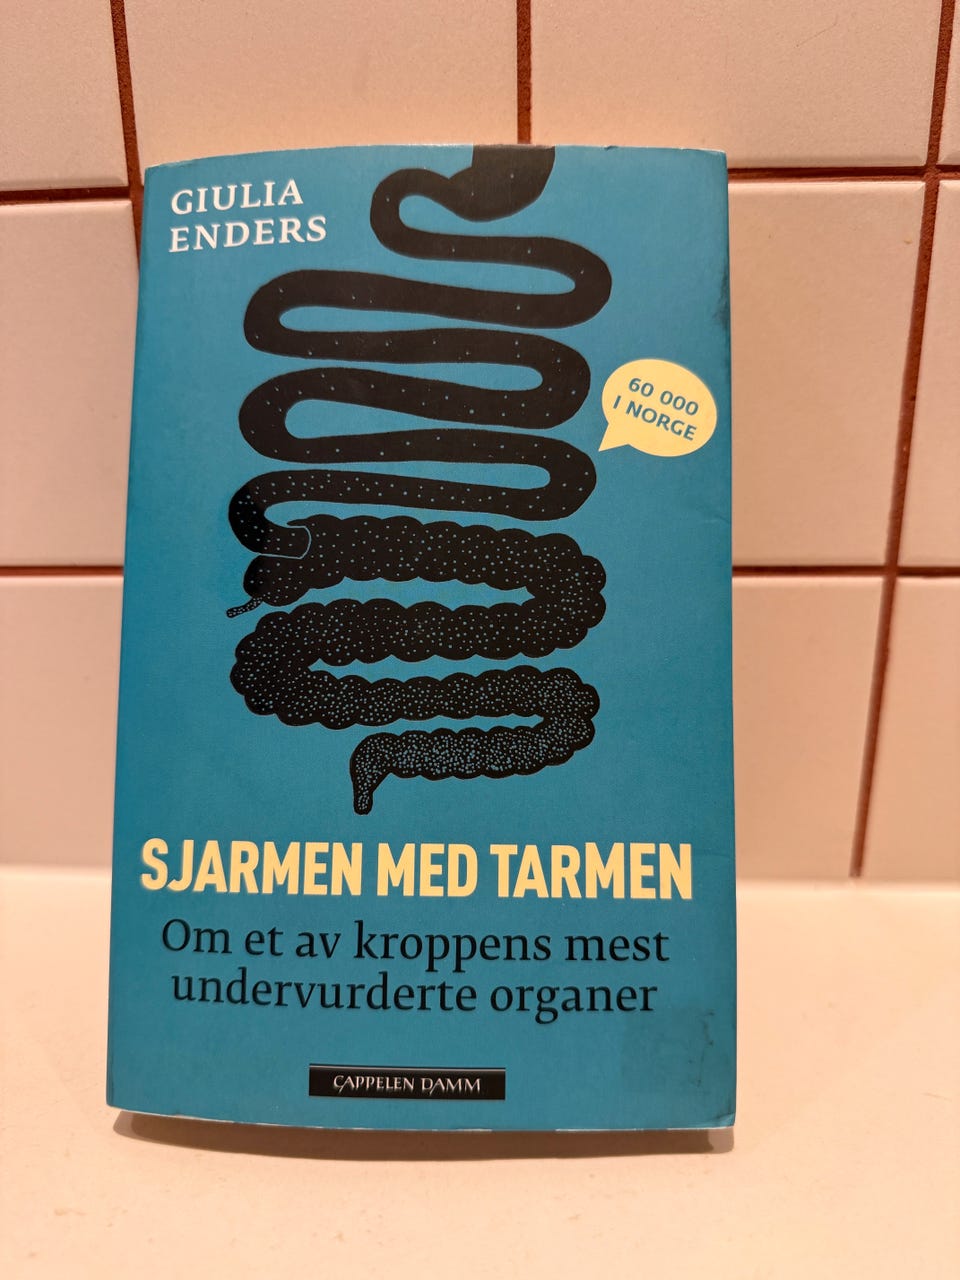 GIULIA
ENDERS
60 000
I NORGE
SJARMEN MED TARMEN
Om et av kroppens mest
undervurderte organer
CAPPELEN DAMM